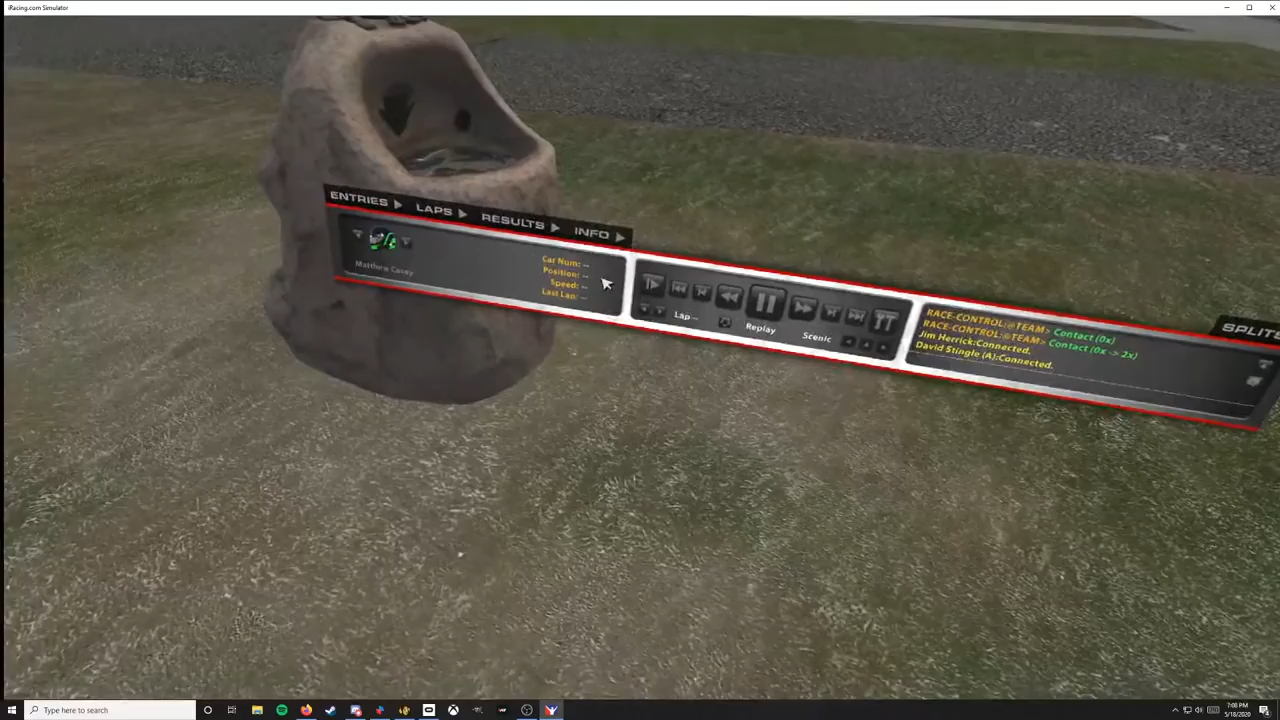 iRacing.com Simulator
ENTRIES LAPS RESULTS INFO
Matthew Casey
Car Num: --
Position: --
Speed: --
Last Lap: --
Lap --
Replay
Scenic
RACE-CONTROL:@TEAM> Contact (0x)
RACE-CONTROL:@TEAM> Contact (0x -> 2x)
Jim Herrick:Connected.
David Stingle (A):Connected.
SPLITS
Type here to search
7:08 PM
5/18/2020